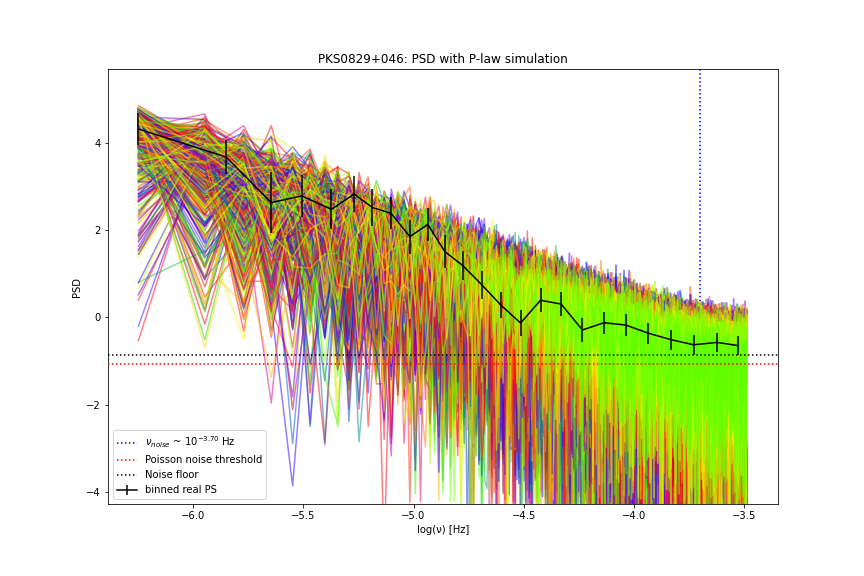 PKS0829+046: PSD with P-law simulation
PSD
4
2
0
−2
−4
ν_noise ~ 10^−3.70 Hz
Poisson noise threshold
Noise floor
binned real PS
−6.0
−5.5
−5.0
−4.5
−4.0
−3.5
log(ν) [Hz]